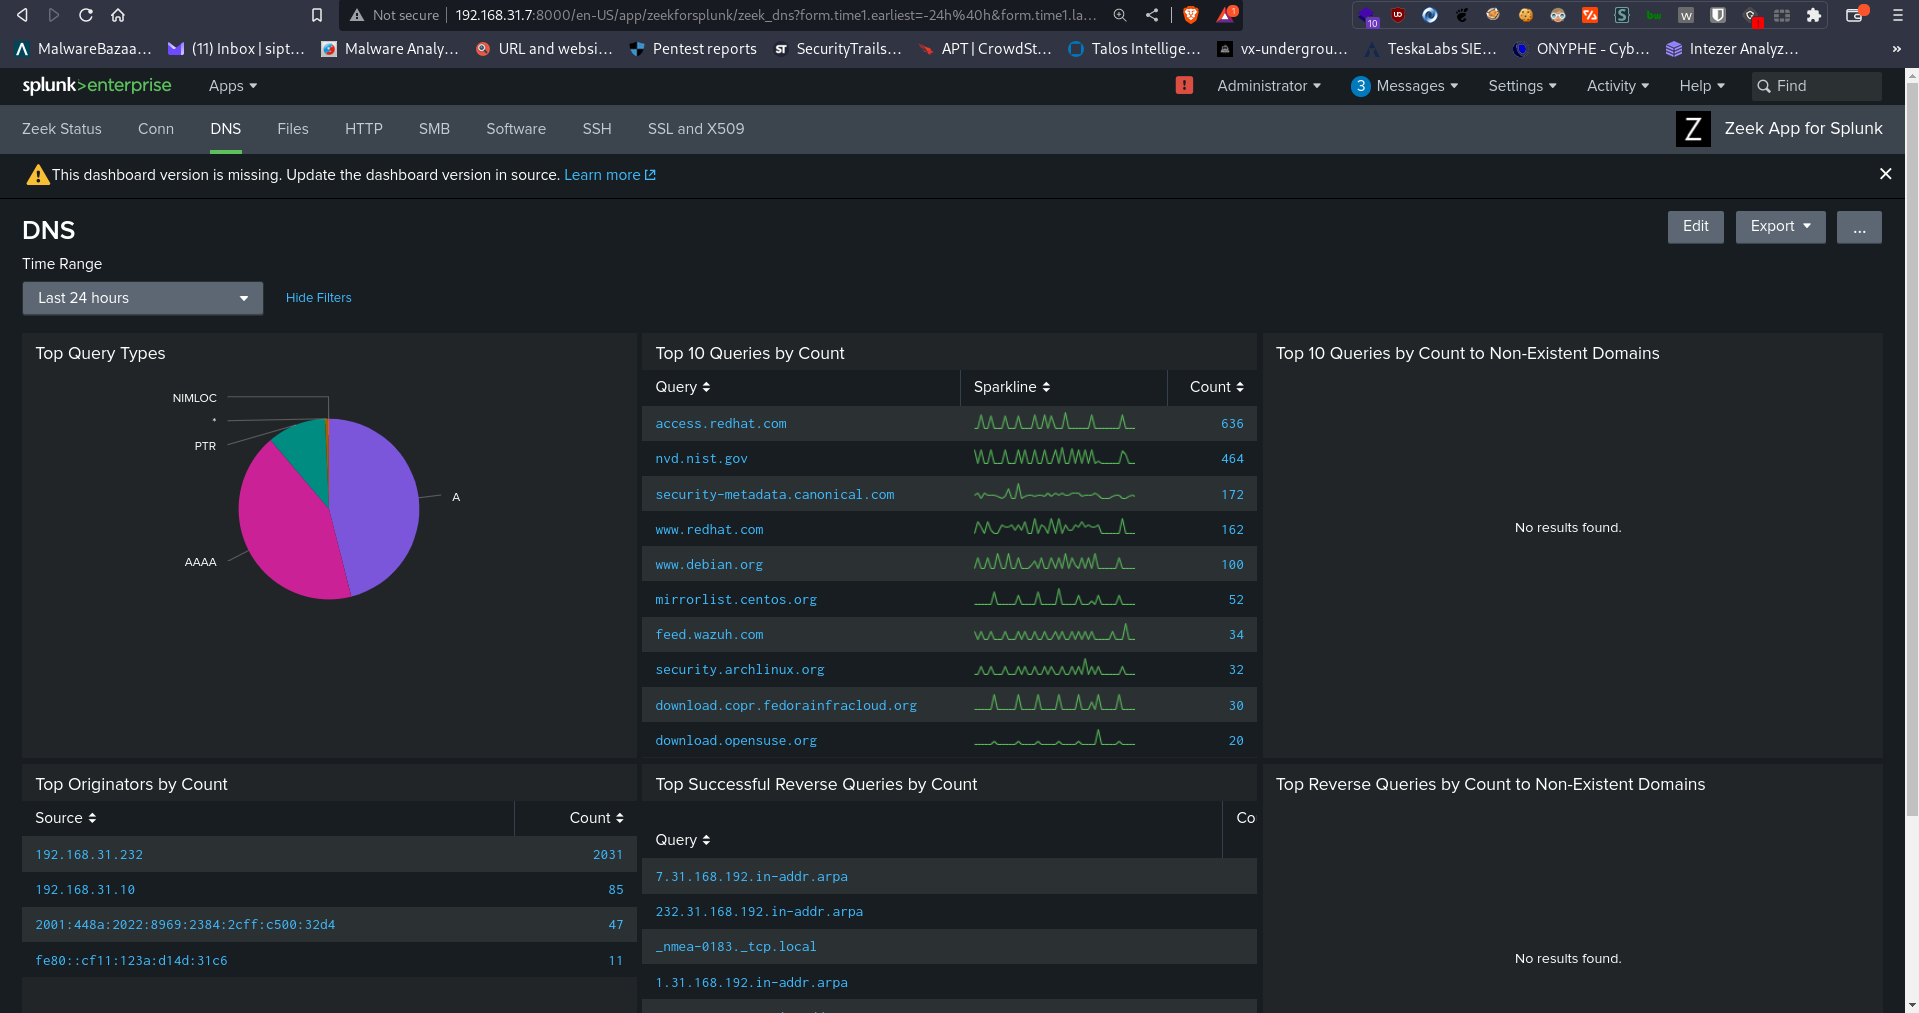 Not secure 192.168.31.7:8000/en-US/app/zeekforsplunk/zeek_dns?form.time1.earliest=-24h%40h&form.time1.la...
1
10
MalwareBazaa...
(11) Inbox | sipt...
Malware Analy...
URL and websi...
Pentest reports
SecurityTrails...
APT | CrowdSt...
Talos Intellige...
vx-undergrou...
TeskaLabs SIE...
ONYPHE - Cyb...
Intezer Analyz...
»
splunk>enterprise
Apps
!
Administrator
3 Messages
Settings
Activity
Help
Find
Zeek Status
Conn
DNS
Files
HTTP
SMB
Software
SSH
SSL and X509
Z
Zeek App for Splunk
This dashboard version is missing. Update the dashboard version in source. Learn more
DNS
Edit
Export
...
Time Range
Last 24 hours
Hide Filters
Top Query Types
NIMLOC
*
PTR
A
AAAA
Top 10 Queries by Count
Query Sparkline Count
access.redhat.com 636
nvd.nist.gov 464
security-metadata.canonical.com 172
www.redhat.com 162
www.debian.org 100
mirrorlist.centos.org 52
feed.wazuh.com 34
security.archlinux.org 32
download.copr.fedorainfracloud.org 30
download.opensuse.org 20
Top 10 Queries by Count to Non-Existent Domains
No results found.
Top Originators by Count
Source Count
192.168.31.232 2031
192.168.31.10 85
2001:448a:2022:8969:2384:2cff:c500:32d4 47
fe80::cf11:123a:d14d:31c6 11
Top Successful Reverse Queries by Count
Query Co
7.31.168.192.in-addr.arpa
232.31.168.192.in-addr.arpa
_nmea-0183._tcp.local
1.31.168.192.in-addr.arpa
Top Reverse Queries by Count to Non-Existent Domains
No results found.